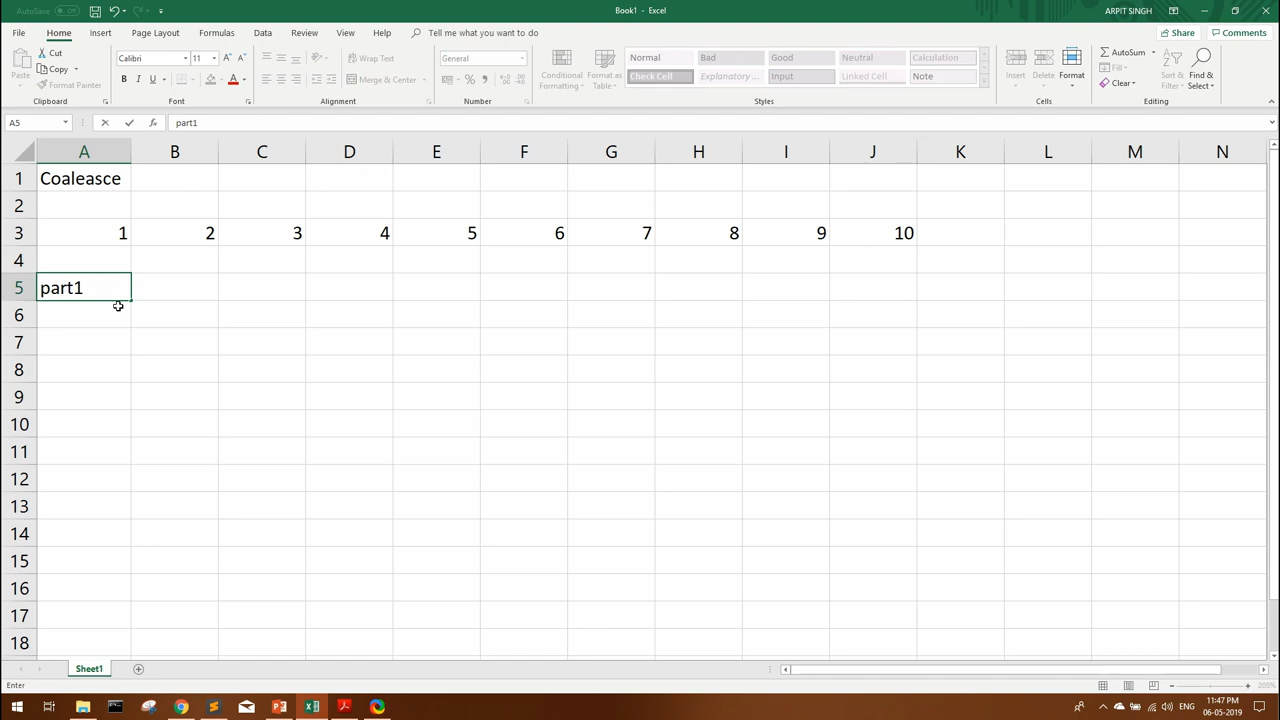 AutoSave Off
Book1 - Excel
ARPIT SINGH
File Home Insert Page Layout Formulas Data Review View Help Tell me what you want to do
Share Comments
Paste
Cut
Copy
Format Painter
Clipboard
Calibri 11
B I U
Font
Wrap Text
Merge & Center
Alignment
General
Number
Conditional Formatting
Format as Table
Normal Bad Good Neutral Calculation
Check Cell Explanatory ... Input Linked Cell Note
Styles
Insert Delete Format
Cells
AutoSum
Fill
Clear
Sort & Filter
Find & Select
Editing
A5 fx part1
A B C D E F G H I J K L M N
1 Coaleasce
2
3 1 2 3 4 5 6 7 8 9 10
4
5 part1
6
7
8
9
10
11
12
13
14
15
16
17
18
Sheet1
Enter
205%
ENG
11:47 PM
06-05-2019